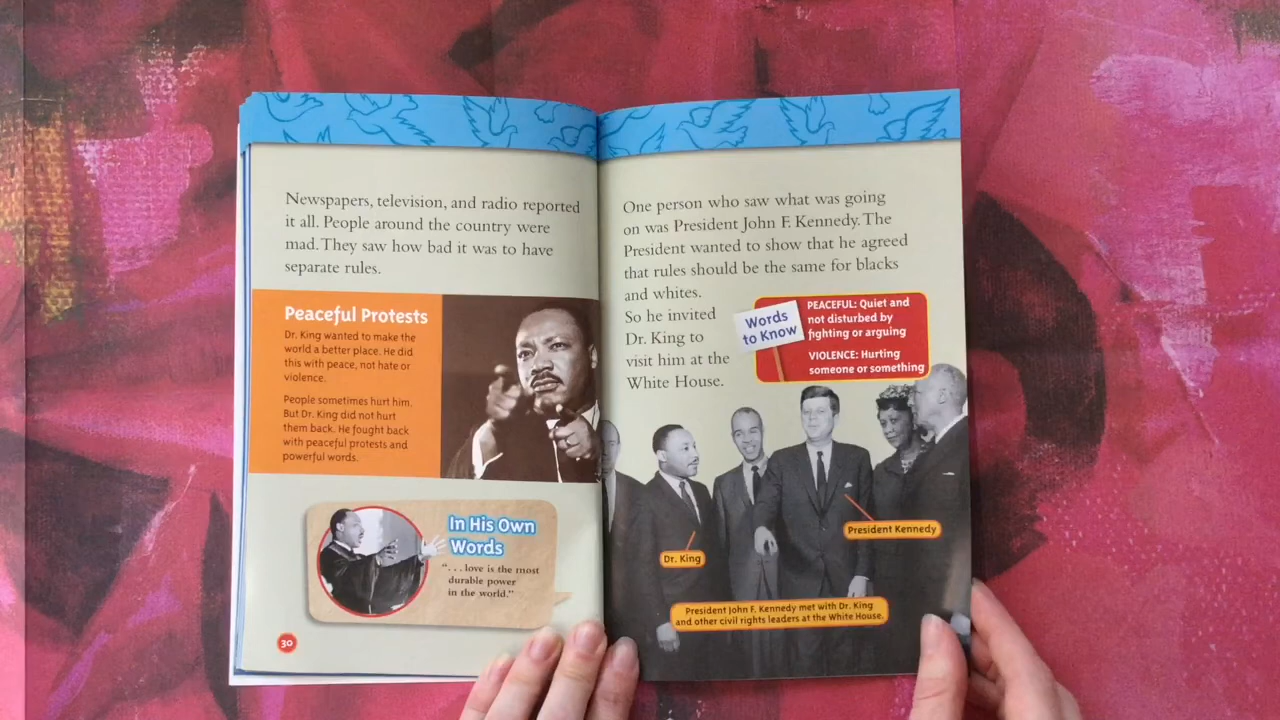 Newspapers, television, and radio reported
it all. People around the country were
mad. They saw how bad it was to have
separate rules.
Peaceful Protests
Dr. King wanted to make the
world a better place. He did
this with peace, not hate or
violence.
People sometimes hurt him.
But Dr. King did not hurt
them back. He fought back
with peaceful protests and
powerful words.
In His Own
Words
“. . . love is the most
durable power
in the world.”
30
One person who saw what was going
on was President John F. Kennedy. The
President wanted to show that he agreed
that rules should be the same for blacks
and whites.
So he invited
Dr. King to
visit him at the
White House.
Words
to Know
PEACEFUL: Quiet and
not disturbed by
fighting or arguing
VIOLENCE: Hurting
someone or something
President Kennedy
Dr. King
President John F. Kennedy met with Dr. King
and other civil rights leaders at the White House.